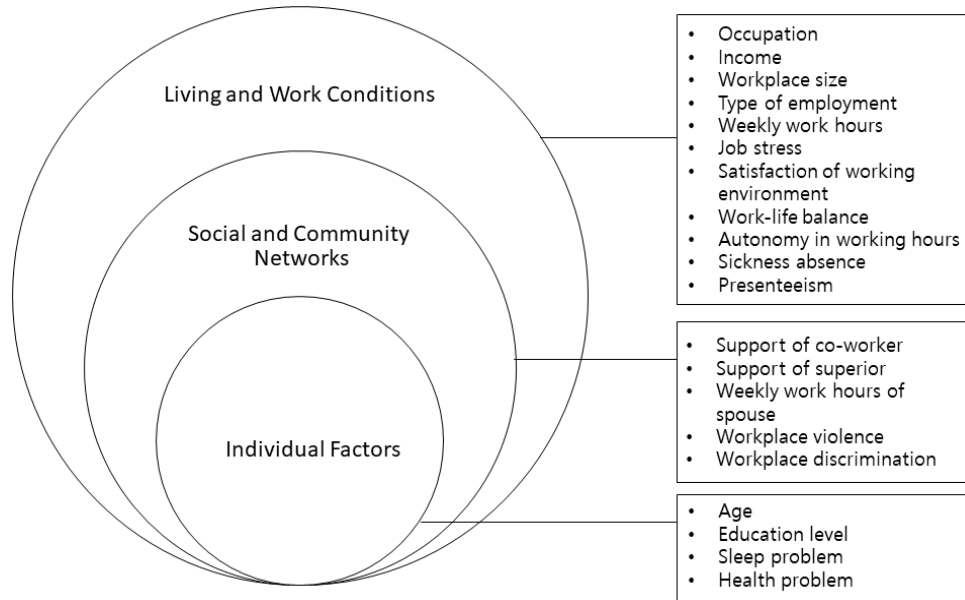 Living and Work Conditions
Social and Community
Networks
Individual Factors
• Occupation
• Income
• Workplace size
• Type of employment
• Weekly work hours
• Job stress
• Satisfaction of working
environment
• Work-life balance
• Autonomy in working hours
• Sickness absence
• Presenteeism
• Support of co-worker
• Support of superior
• Weekly work hours of
spouse
• Workplace violence
• Workplace discrimination
• Age
• Education level
• Sleep problem
• Health problem